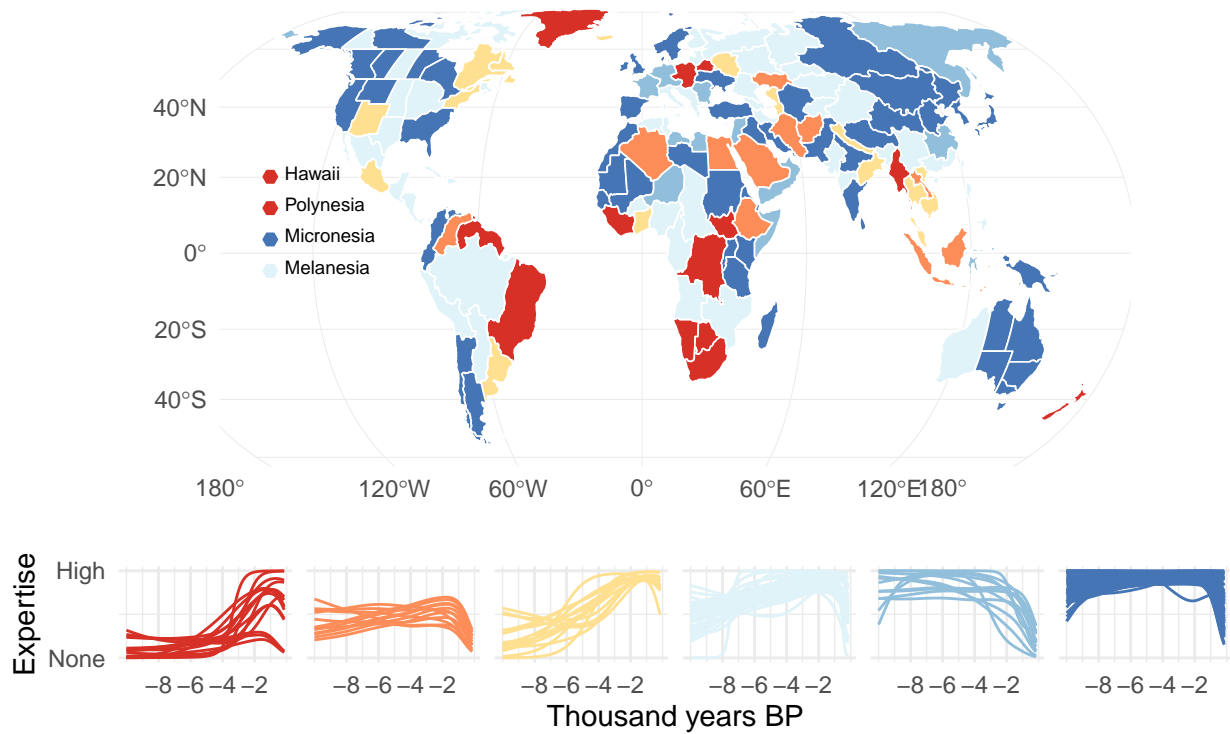 40°N
20°N
0°
20°S
40°S
Hawaii
Polynesia
Micronesia
Melanesia
180° 120°W 60°W 0° 60°E 120°E 180°
Expertise
High
None
−8 −6 −4 −2 −8 −6 −4 −2 −8 −6 −4 −2 −8 −6 −4 −2 −8 −6 −4 −2 −8 −6 −4 −2
Thousand years BP